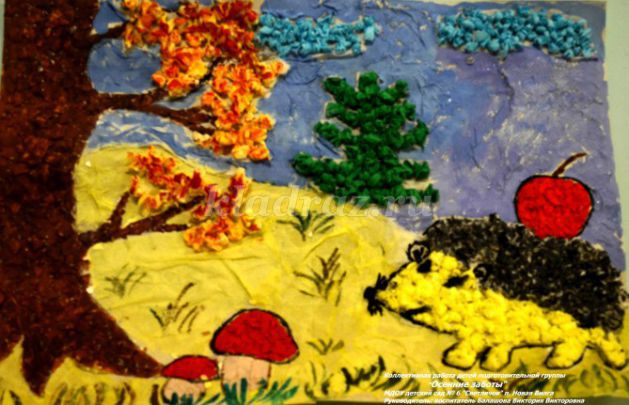 kladraz.ru
Коллективная работа детей подготовительной группы
"Осенние заботы"
МДОУ детский сад № 6 "Светлячок" п. Новая Вилга
Руководитель: воспитатель Балашова Виктория Викторовна